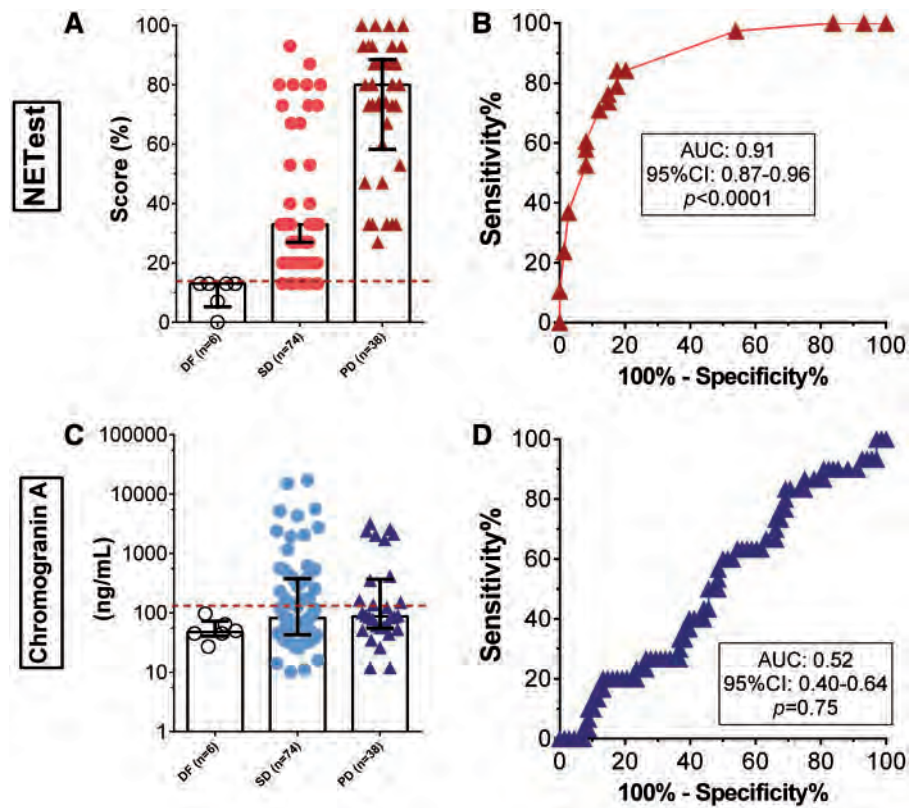 A
NETest
Score (%)
100
80
60
40
20
0
DF (n=6)
SD (n=74)
PD (n=38)
B
Sensitivity%
100
80
60
40
20
0
AUC: 0.91
95%CI: 0.87-0.96
p<0.0001
0 20 40 60 80 100
100% - Specificity%
C
Chromogranin A
(ng/mL)
100000
10000
1000
100
10
1
DF (n=6)
SD (n=74)
PD (n=38)
D
Sensitivity%
100
80
60
40
20
0
AUC: 0.52
95%CI: 0.40-0.64
p=0.75
0 20 40 60 80 100
100% - Specificity%